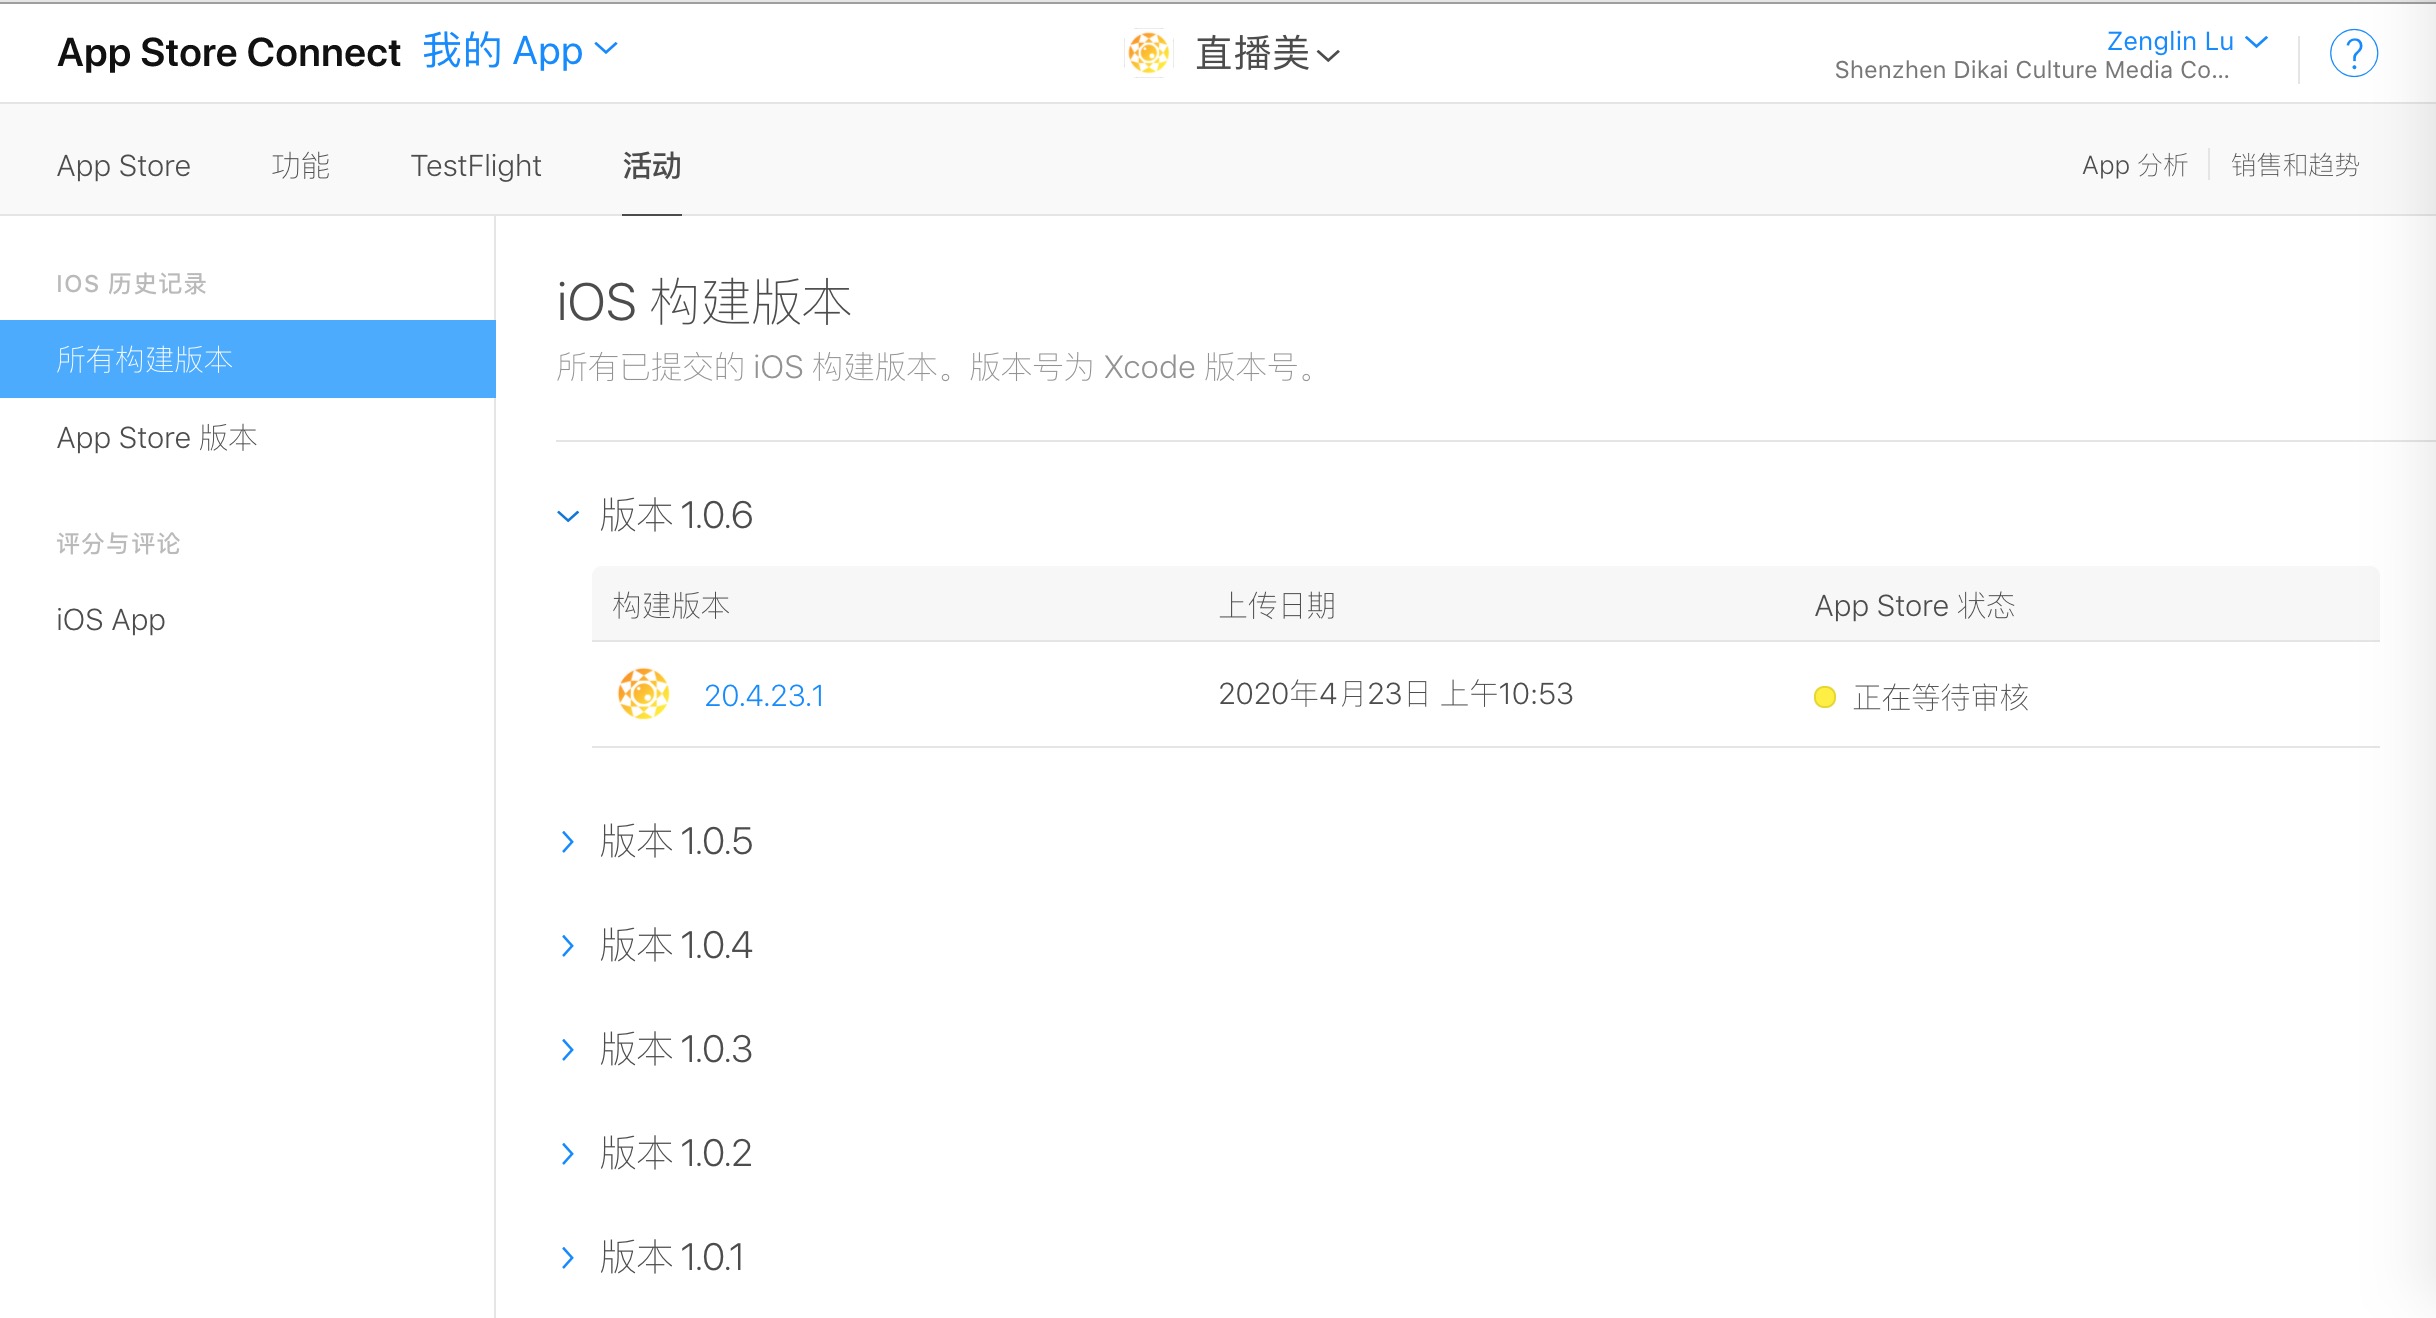 App Store Connect 我的 App
直播美
Zenglin Lu
Shenzhen Dikai Culture Media Co...
?
App Store 功能 TestFlight 活动
App 分析 销售和趋势
IOS 历史记录
所有构建版本
App Store 版本
评分与评论
iOS App
iOS 构建版本
所有已提交的 iOS 构建版本。版本号为 Xcode 版本号。
版本 1.0.6
构建版本 上传日期 App Store 状态
20.4.23.1 2020年4月23日 上午10:53 正在等待审核
版本 1.0.5
版本 1.0.4
版本 1.0.3
版本 1.0.2
版本 1.0.1